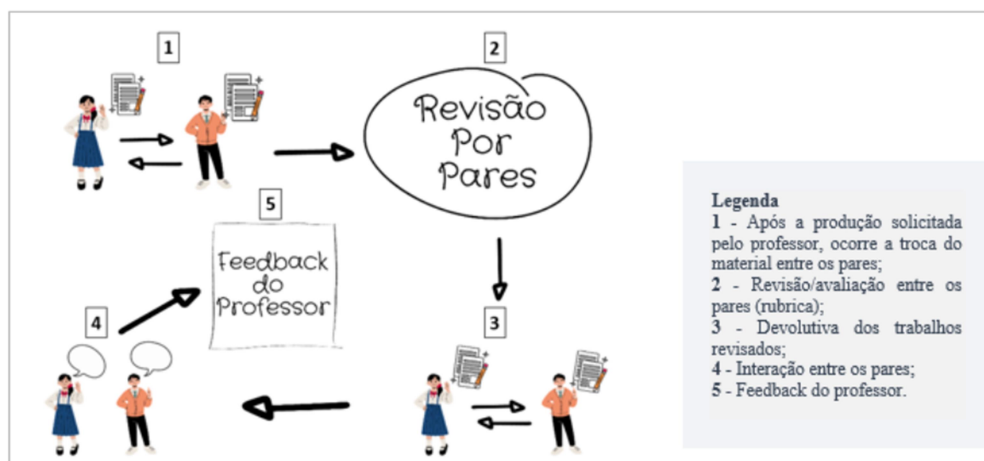 1
2
Revisão
Por
Pares
5
Feedback
do
Professor
4
3
Legenda
1 - Após a produção solicitada
pelo professor, ocorre a troca do
material entre os pares;
2 - Revisão/avaliação entre os
pares (rubrica);
3 - Devolutiva dos trabalhos
revisados;
4 - Interação entre os pares;
5 - Feedback do professor.